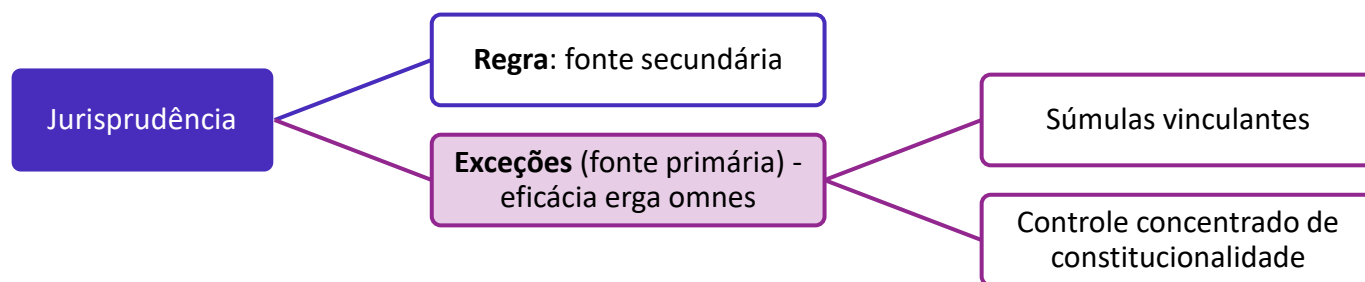 Jurisprudência
Regra: fonte secundária
Exceções (fonte primária) -
eficácia erga omnes
Súmulas vinculantes
Controle concentrado de
constitucionalidade